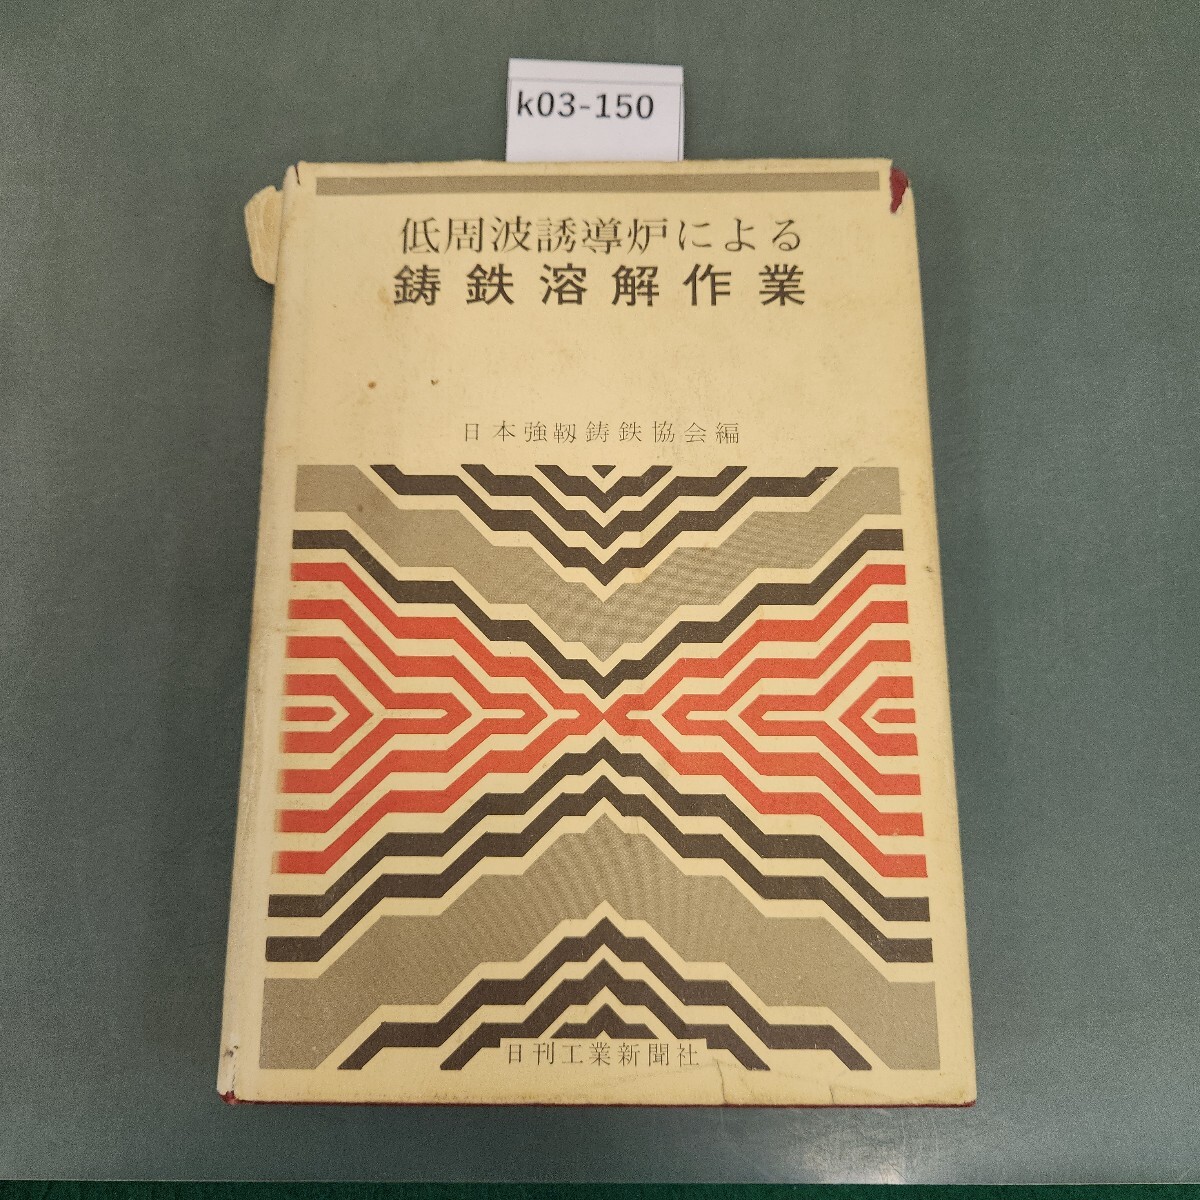 k03-150
低周波誘導炉による
鋳鉄溶解作業
日本強靱鋳鉄協会編
日刊工業新聞社